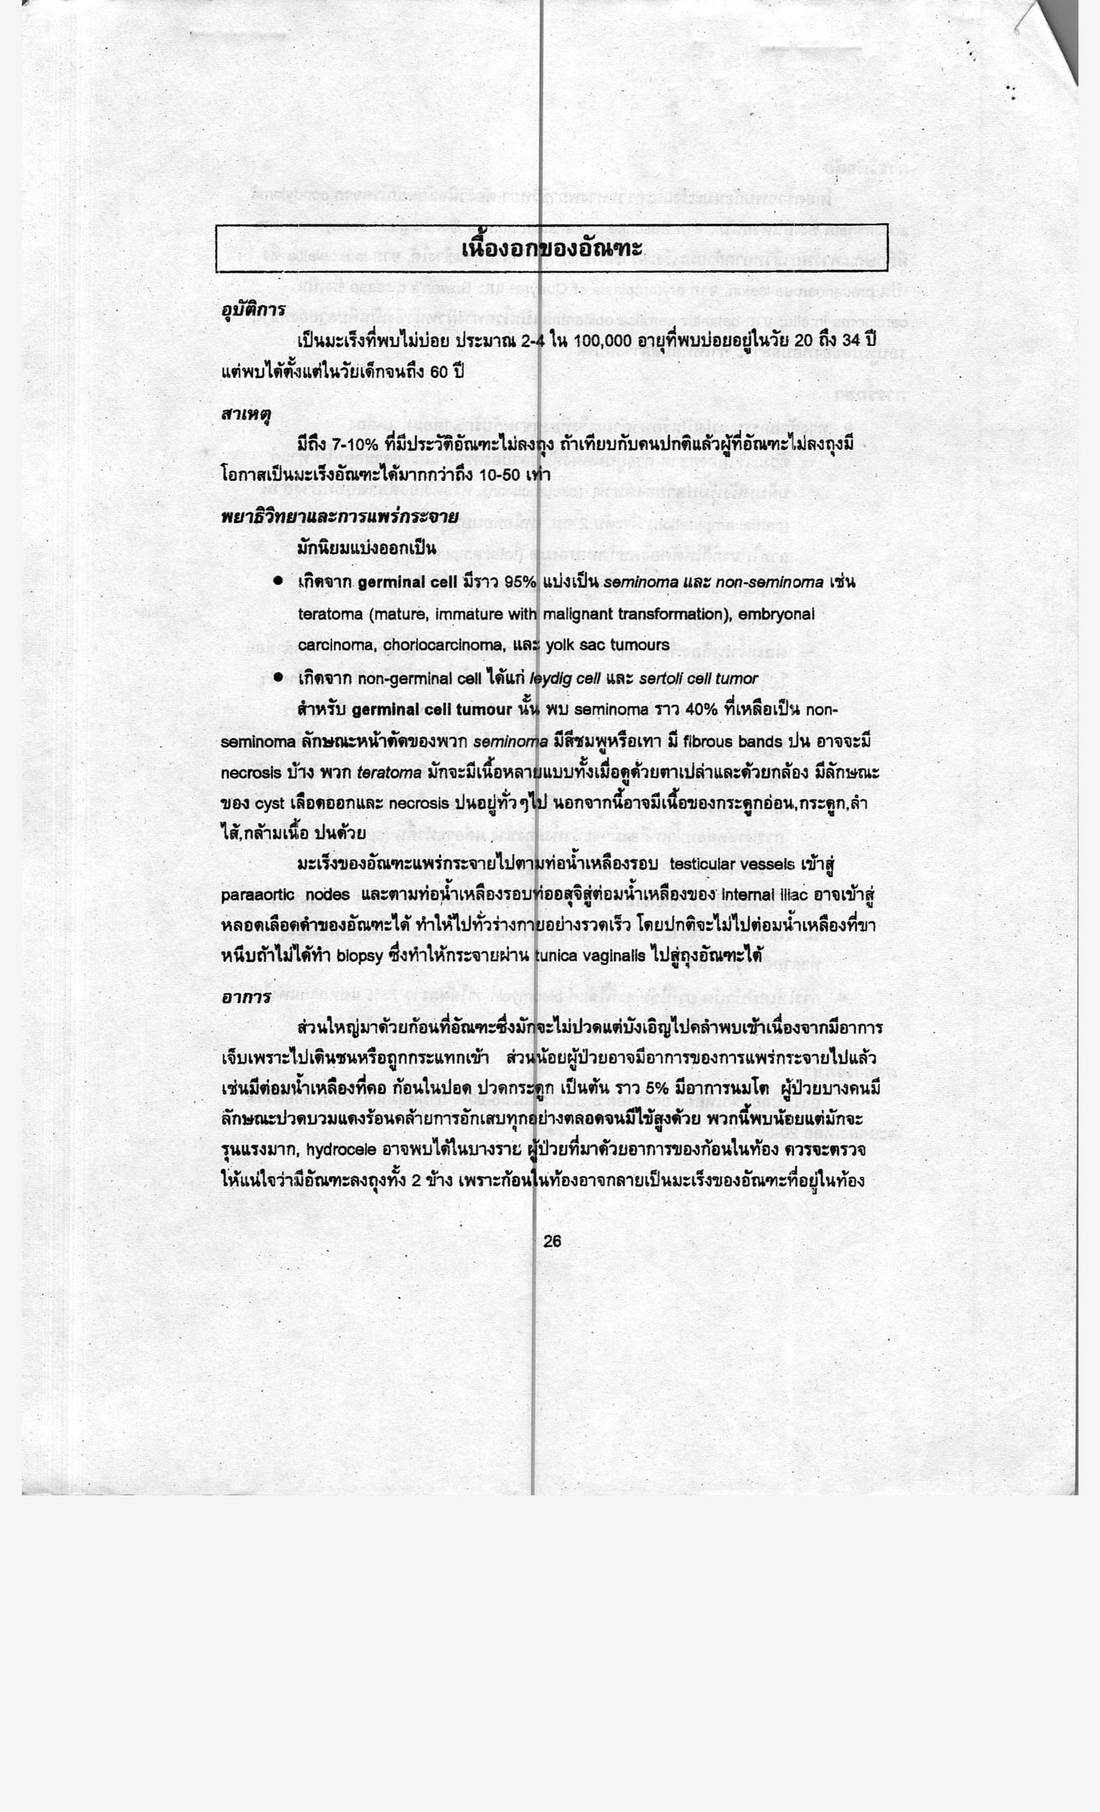 เนื้องอกของอัณฑะ
อุบัติการ
เป็นมะเร็งที่พบไม่บ่อย ประมาณ 2-4 ใน 100,000 อายุที่พบบ่อยอยู่ในวัย 20 ถึง 34 ปี
แต่พบได้ตั้งแต่ในวัยเด็กจนถึง 60 ปี
สาเหตุ
มีถึง 7-10% ที่มีประวัติอัณฑะไม่ลงถุง ถ้าเทียบกับคนปกติแล้วผู้ที่อัณฑะไม่ลงถุงมี
โอกาสเป็นมะเร็งอัณฑะได้มากกว่าถึง 10-50 เท่า
พยาธิวิทยาและการแพร่กระจาย
มักนิยมแบ่งออกเป็น
● เกิดจาก germinal cell มีราว 95% แบ่งเป็น seminoma และ non-seminoma เช่น
teratoma (mature, immature with malignant transformation), embryonal
carcinoma, choriocarcinoma, และ yolk sac tumours
● เกิดจาก non-germinal cell ได้แก่ leydig cell และ sertoli cell tumor
สำหรับ germinal cell tumour นั้น พบ seminoma ราว 40% ที่เหลือเป็น non-
seminoma ลักษณะหน้าตัดของพวก seminoma มีสีชมพูหรือเทา มี fibrous bands ปน อาจจะมี
necrosis บ้าง พวก teratoma มักจะมีเนื้อหลายแบบทั้งเมื่อดูด้วยตาเปล่าและด้วยกล้อง มีลักษณะ
ของ cyst เลือดออกและ necrosis ปนอยู่ทั่วๆไป นอกจากนี้อาจมีเนื้อของกระดูกอ่อน,กระดูก,ลำ
ไส้,กล้ามเนื้อ ปนด้วย
มะเร็งของอัณฑะแพร่กระจายไปตามท่อน้ำเหลืองรอบ testicular vessels เข้าสู่
paraaortic nodes และตามท่อน้ำเหลืองรอบท่ออสุจิสู่ต่อมน้ำเหลืองของ internal iliac อาจเข้าสู่
หลอดเลือดดำของอัณฑะได้ ทำให้ไปทั่วร่างกายอย่างรวดเร็ว โดยปกติจะไม่ไปต่อมน้ำเหลืองที่ขา
หนีบถ้าไม่ได้ทำ biopsy ซึ่งทำให้กระจายผ่าน tunica vaginalis ไปสู่ถุงอัณฑะได้
อาการ
ส่วนใหญ่มาด้วยก้อนที่อัณฑะซึ่งมักจะไม่ปวดแต่บังเอิญไปคลำพบเข้าเนื่องจากมีอาการ
เจ็บเพราะไปเดินชนหรือถูกกระแทกเข้า ส่วนน้อยผู้ป่วยอาจมีอาการของการแพร่กระจายไปแล้ว
เช่นมีต่อมน้ำเหลืองที่คอ ก้อนในปอด ปวดกระดูก เป็นต้น ราว 5% มีอาการนมโต ผู้ป่วยบางคนมี
ลักษณะปวดบวมแดงร้อนคล้ายการอักเสบทุกอย่างตลอดจนมีไข้สูงด้วย พวกนี้พบน้อยแต่มักจะ
รุนแรงมาก, hydrocele อาจพบได้ในบางราย ผู้ป่วยที่มาด้วยอาการของก้อนในท้อง ควรจะตรวจ
ให้แน่ใจว่ามีอัณฑะลงถุงทั้ง 2 ข้าง เพราะก้อนในท้องอาจกลายเป็นมะเร็งของอัณฑะที่อยู่ในท้อง
26